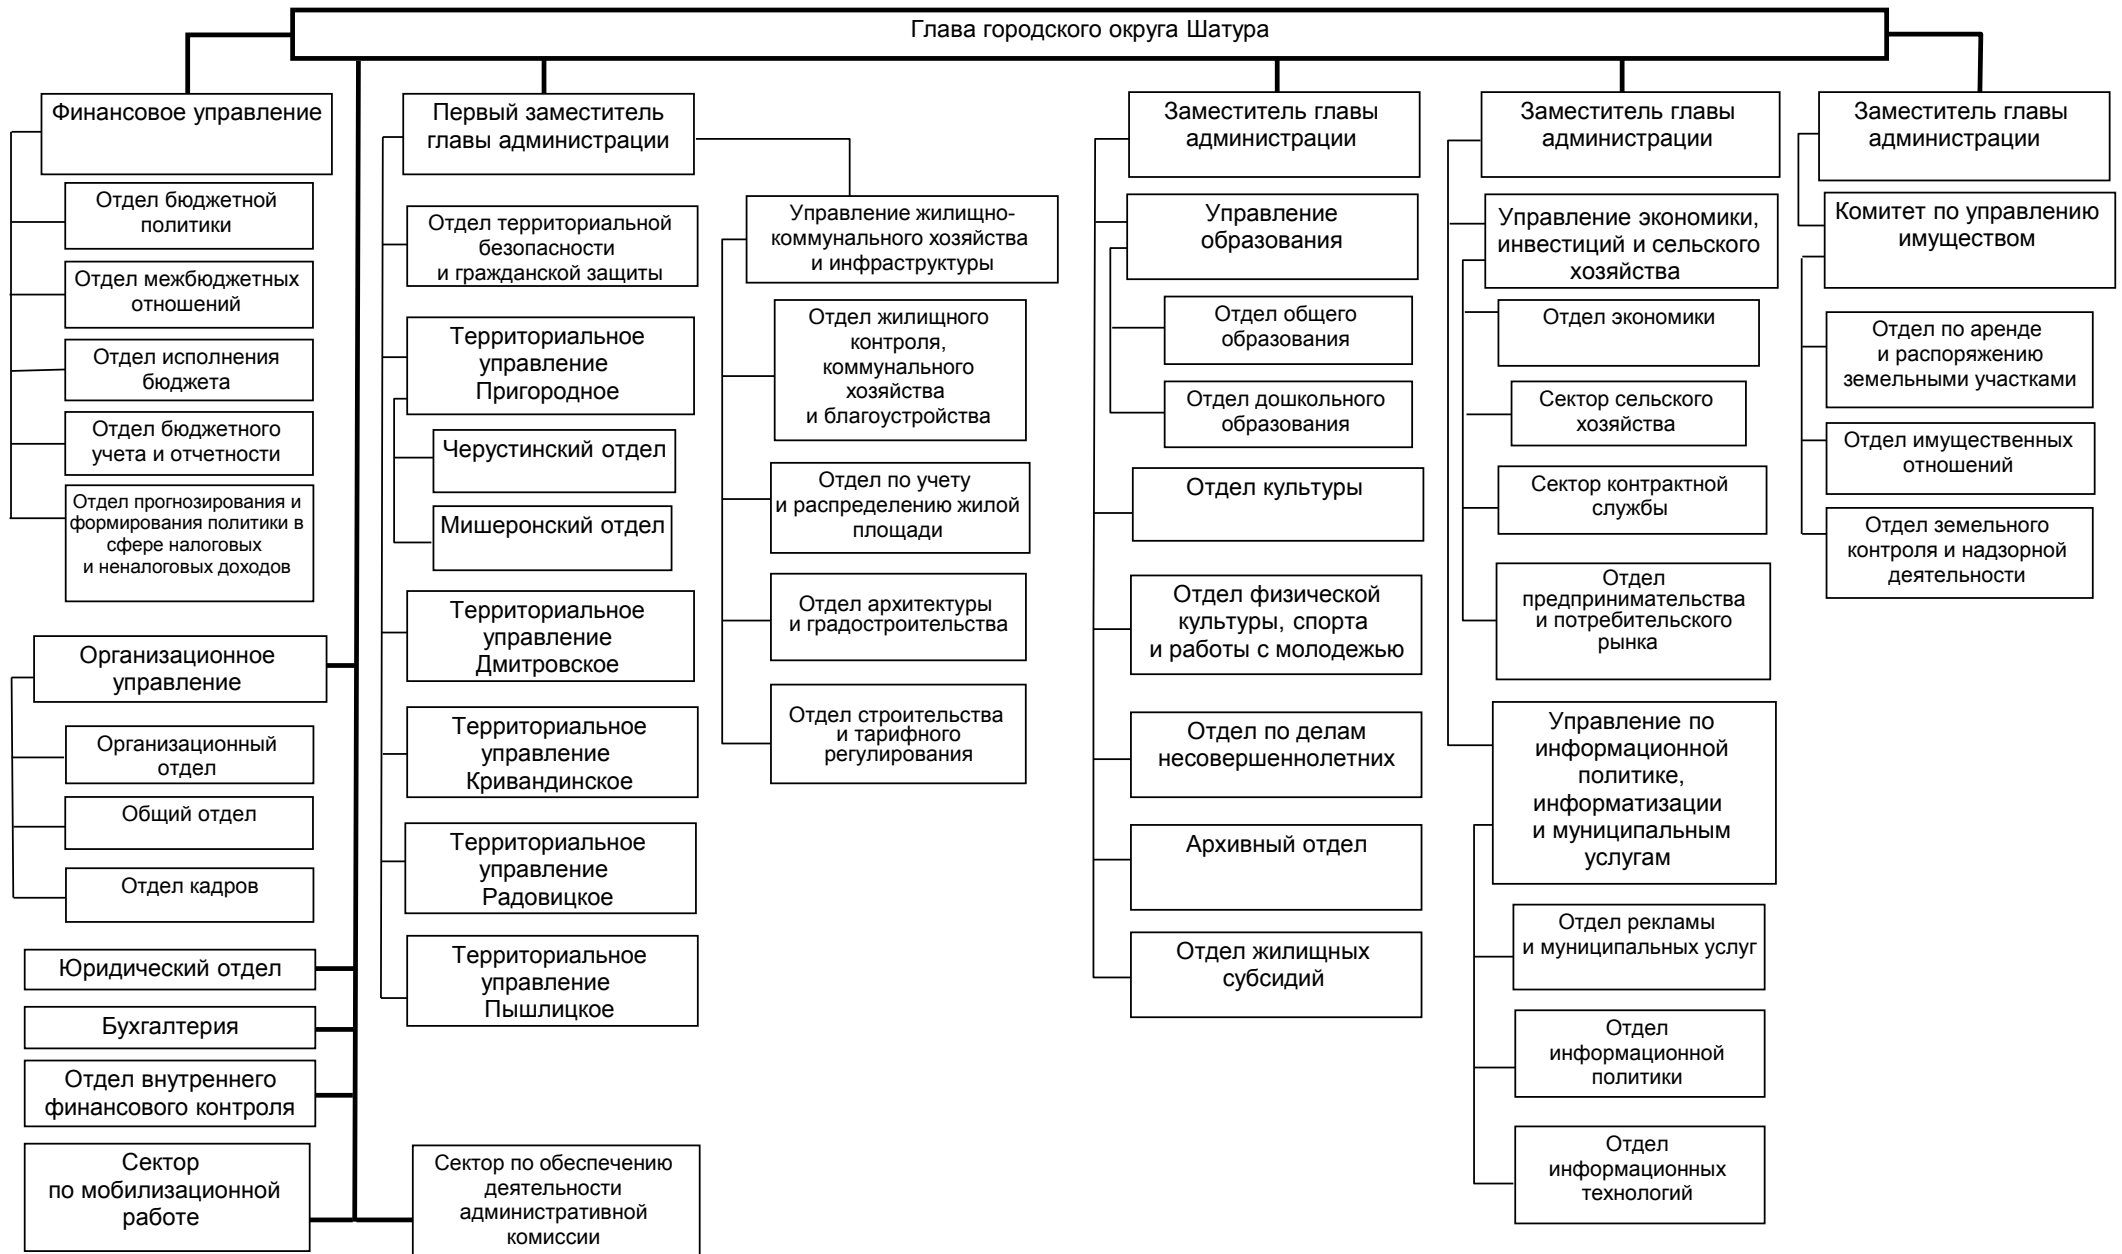 Глава городского округа Шатура
Финансовое управление
Отдел бюджетной
политики
Отдел межбюджетных
отношений
Отдел исполнения
бюджета
Отдел бюджетного
учета и отчетности
Отдел прогнозирования и
формирования политики в
сфере налоговых
и неналоговых доходов
Организационное
управление
Организационный
отдел
Общий отдел
Отдел кадров
Юридический отдел
Бухгалтерия
Отдел внутреннего
финансового контроля
Сектор
по мобилизационной
работе
Сектор по обеспечению
деятельности
административной
комиссии
Первый заместитель
главы администрации
Отдел территориальной
безопасности
и гражданской защиты
Территориальное
управление
Пригородное
Черустинский отдел
Мишеронский отдел
Территориальное
управление
Дмитровское
Территориальное
управление
Кривандинское
Территориальное
управление
Радовицкое
Территориальное
управление
Пышлицкое
Управление жилищно-
коммунального хозяйства
и инфраструктуры
Отдел жилищного
контроля,
коммунального
хозяйства
и благоустройства
Отдел по учету
и распределению жилой
площади
Отдел архитектуры
и градостроительства
Отдел строительства
и тарифного
регулирования
Заместитель главы
администрации
Управление
образования
Отдел общего
образования
Отдел дошкольного
образования
Отдел культуры
Отдел физической
культуры, спорта
и работы с молодежью
Отдел по делам
несовершеннолетних
Архивный отдел
Отдел жилищных
субсидий
Заместитель главы
администрации
Управление экономики,
инвестиций и сельского
хозяйства
Отдел экономики
Сектор сельского
хозяйства
Сектор контрактной
службы
Отдел
предпринимательства
и потребительского
рынка
Управление по
информационной
политике,
информатизации
и муниципальным
услугам
Отдел рекламы
и муниципальных услуг
Отдел
информационной
политики
Отдел
информационных
технологий
Заместитель главы
администрации
Комитет по управлению
имуществом
Отдел по аренде
и распоряжению
земельными участками
Отдел имущественных
отношений
Отдел земельного
контроля и надзорной
деятельности